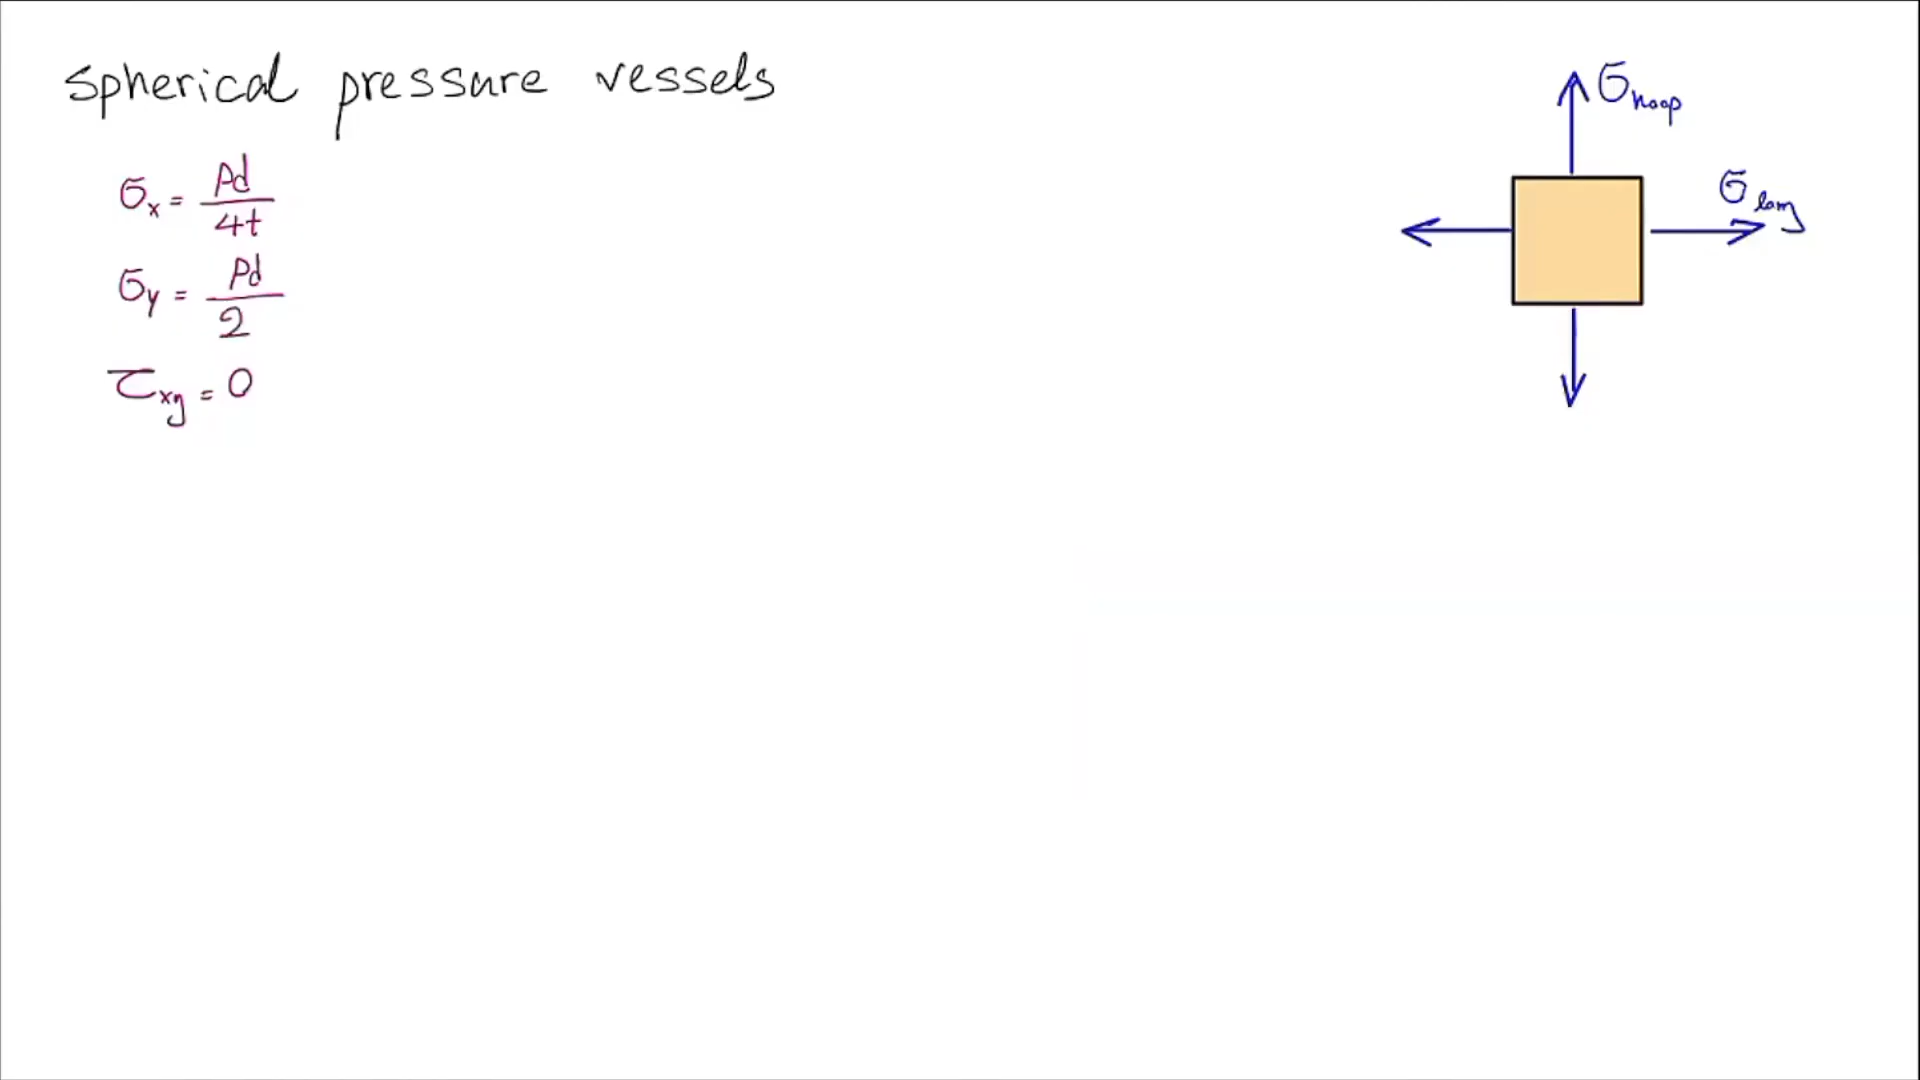 spherical pressure vessels
σx = Pd/4t
σy = Pd/2
τxy = 0
σhoop
σlong